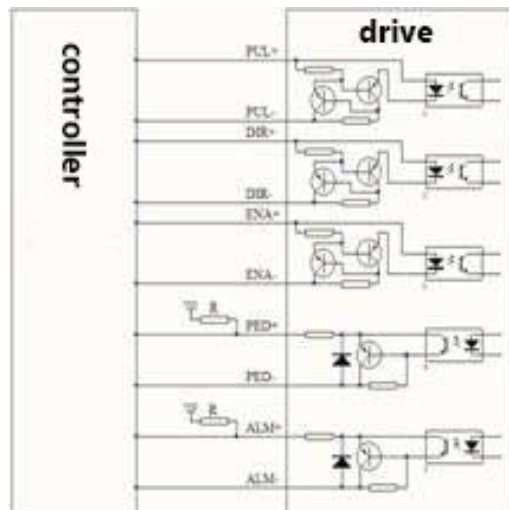 controller
drive
PUL+
PUL-
DIR+
DIR-
ENA+
ENA-
R
PED+
PED-
R
ALM+
ALM-